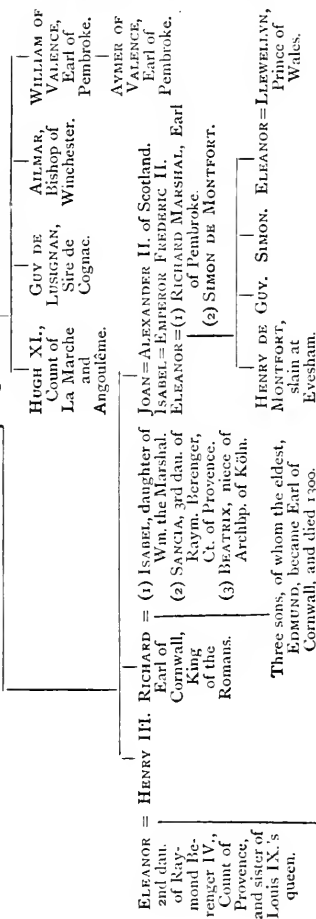 HUGH XI.,
Count of
La Marche
and
Angoulême.
GUY DE
LUSIGNAN,
Sire de
Cognac.
AILMAR,
Bishop of
Winchester.
WILLIAM OF
VALENCE,
Earl of
Pembroke.
AYMER OF
VALENCE,
Earl of
Pembroke.
ELEANOR = HENRY III.
2nd dau.
of Ray-
mond Be-
renger IV.,
Count of
Provence,
and sister of
Louis IX.'s
queen.
RICHARD =
Earl of
Cornwall,
King
of the
Romans.
(1) ISABEL, daughter of
Wm. the Marshal.
(2) SANCIA, 3rd dau. of
Raym. Berenger,
Ct. of Provence.
(3) BEATRIX, niece of
Archbp. of Köln.
Three sons, of whom the eldest,
EDMUND, became Earl of
Cornwall, and died 1300.
JOAN=ALEXANDER II. of Scotland.
ISABEL=EMPEROR FREDERIC II.
ELEANOR=(1) RICHARD MARSHAL, Earl
of Pembroke.
(2) SIMON DE MONTFORT.
HENRY DE
MONTFORT,
slain at
Evesham.
GUY.
SIMON.
ELEANOR=LLEWELLYN,
Prince of
Wales.